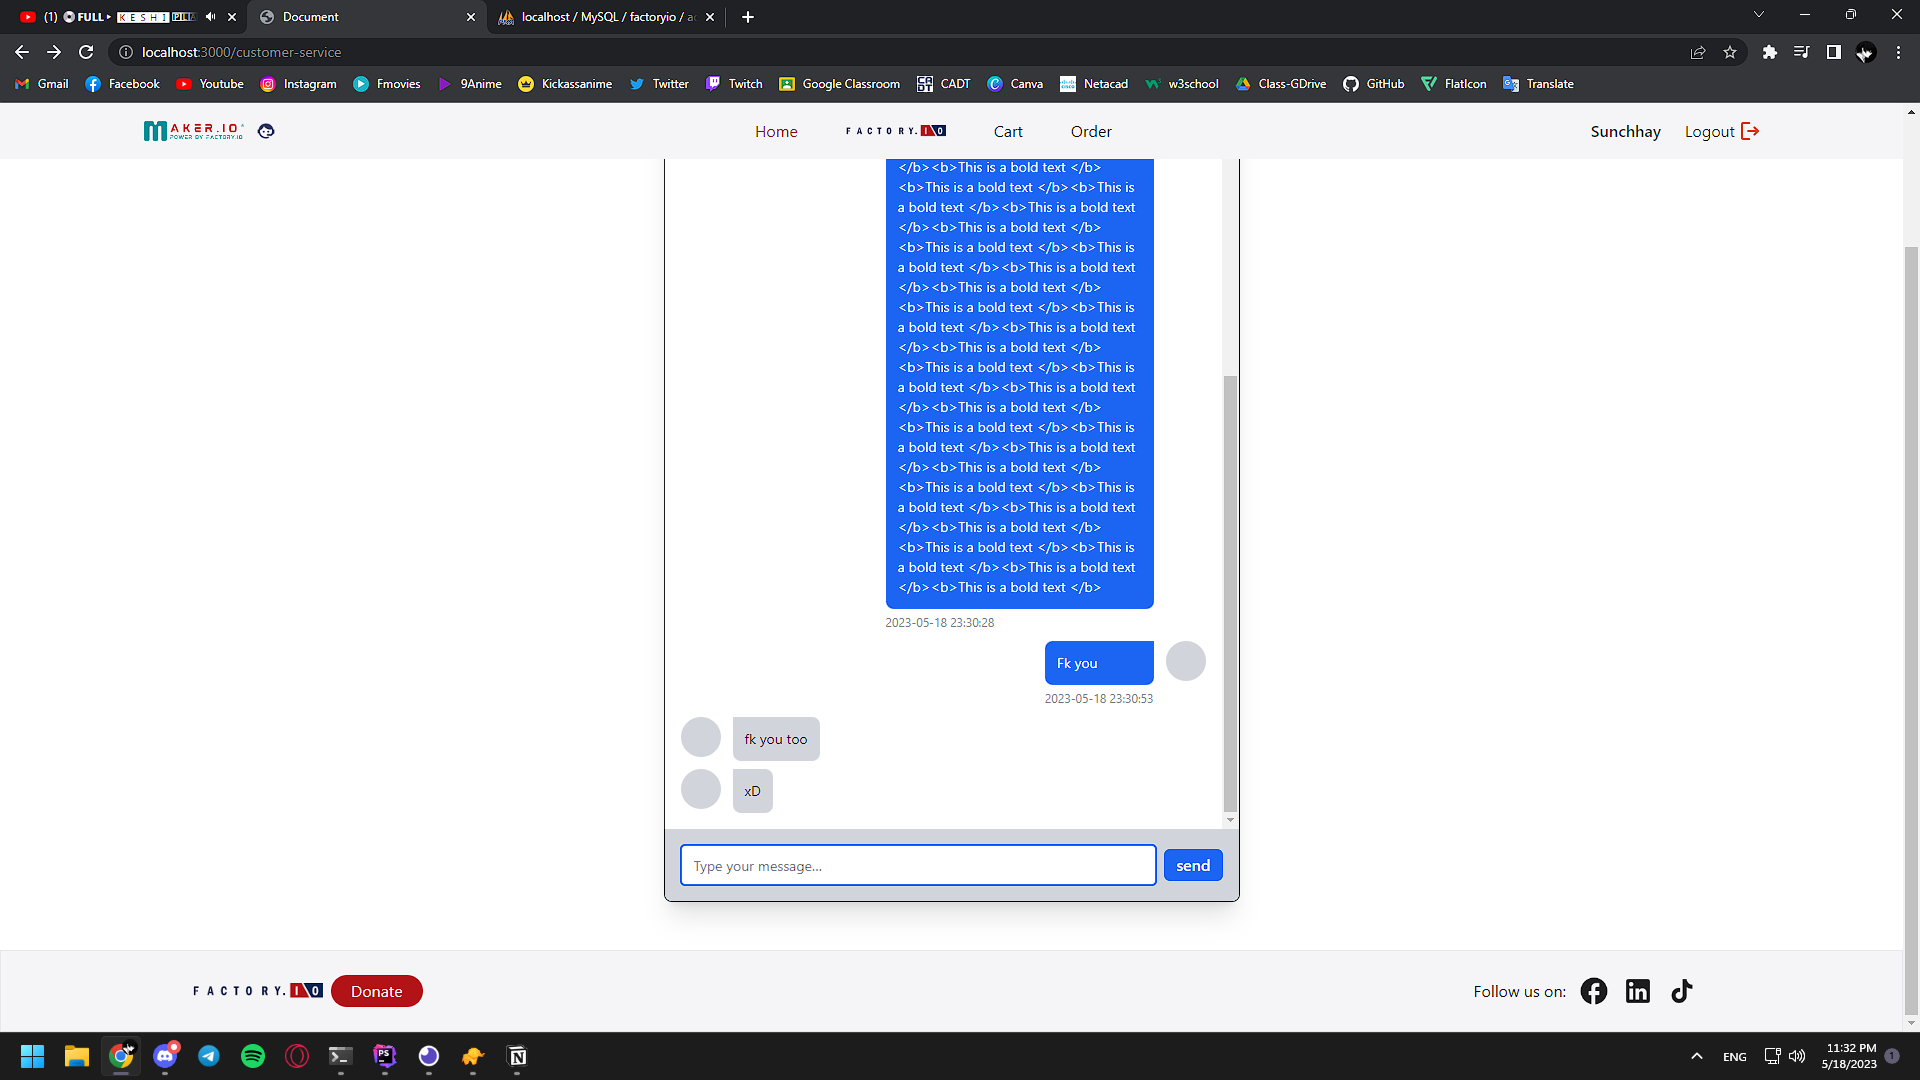 (1) FULL KESHI PL
Document
localhost / MySQL / factoryio / ac
localhost:3000/customer-service
Gmail Facebook Youtube Instagram Fmovies 9Anime Kickassanime Twitter Twitch Google Classroom CADT Canva Netacad w3school Class-GDrive GitHub FlatIcon Translate
MAKER.IO
POWER BY FACTORY.IO
Home FACTORY.I\O Cart Order
Sunchhay Logout
</b><b>This is a bold text </b>
<b>This is a bold text </b><b>This is
a bold text </b><b>This is a bold text
</b><b>This is a bold text </b>
<b>This is a bold text </b><b>This is
a bold text </b><b>This is a bold text
</b><b>This is a bold text </b>
<b>This is a bold text </b><b>This is
a bold text </b><b>This is a bold text
</b><b>This is a bold text </b>
<b>This is a bold text </b><b>This is
a bold text </b><b>This is a bold text
</b><b>This is a bold text </b>
<b>This is a bold text </b><b>This is
a bold text </b><b>This is a bold text
</b><b>This is a bold text </b>
<b>This is a bold text </b><b>This is
a bold text </b><b>This is a bold text
</b><b>This is a bold text </b>
<b>This is a bold text </b><b>This is
a bold text </b><b>This is a bold text
</b><b>This is a bold text </b>
2023-05-18 23:30:28
Fk you
2023-05-18 23:30:53
fk you too
xD
Type your message...
send
FACTORY.I\O Donate
Follow us on:
ENG
11:32 PM
5/18/2023
1